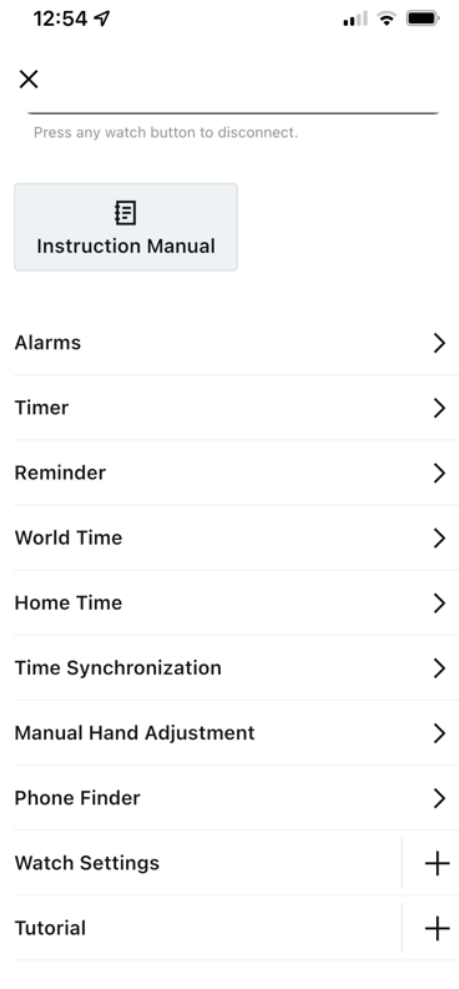 12:54
Press any watch button to disconnect.
Instruction Manual
Alarms
Timer
Reminder
World Time
Home Time
Time Synchronization
Manual Hand Adjustment
Phone Finder
Watch Settings
Tutorial